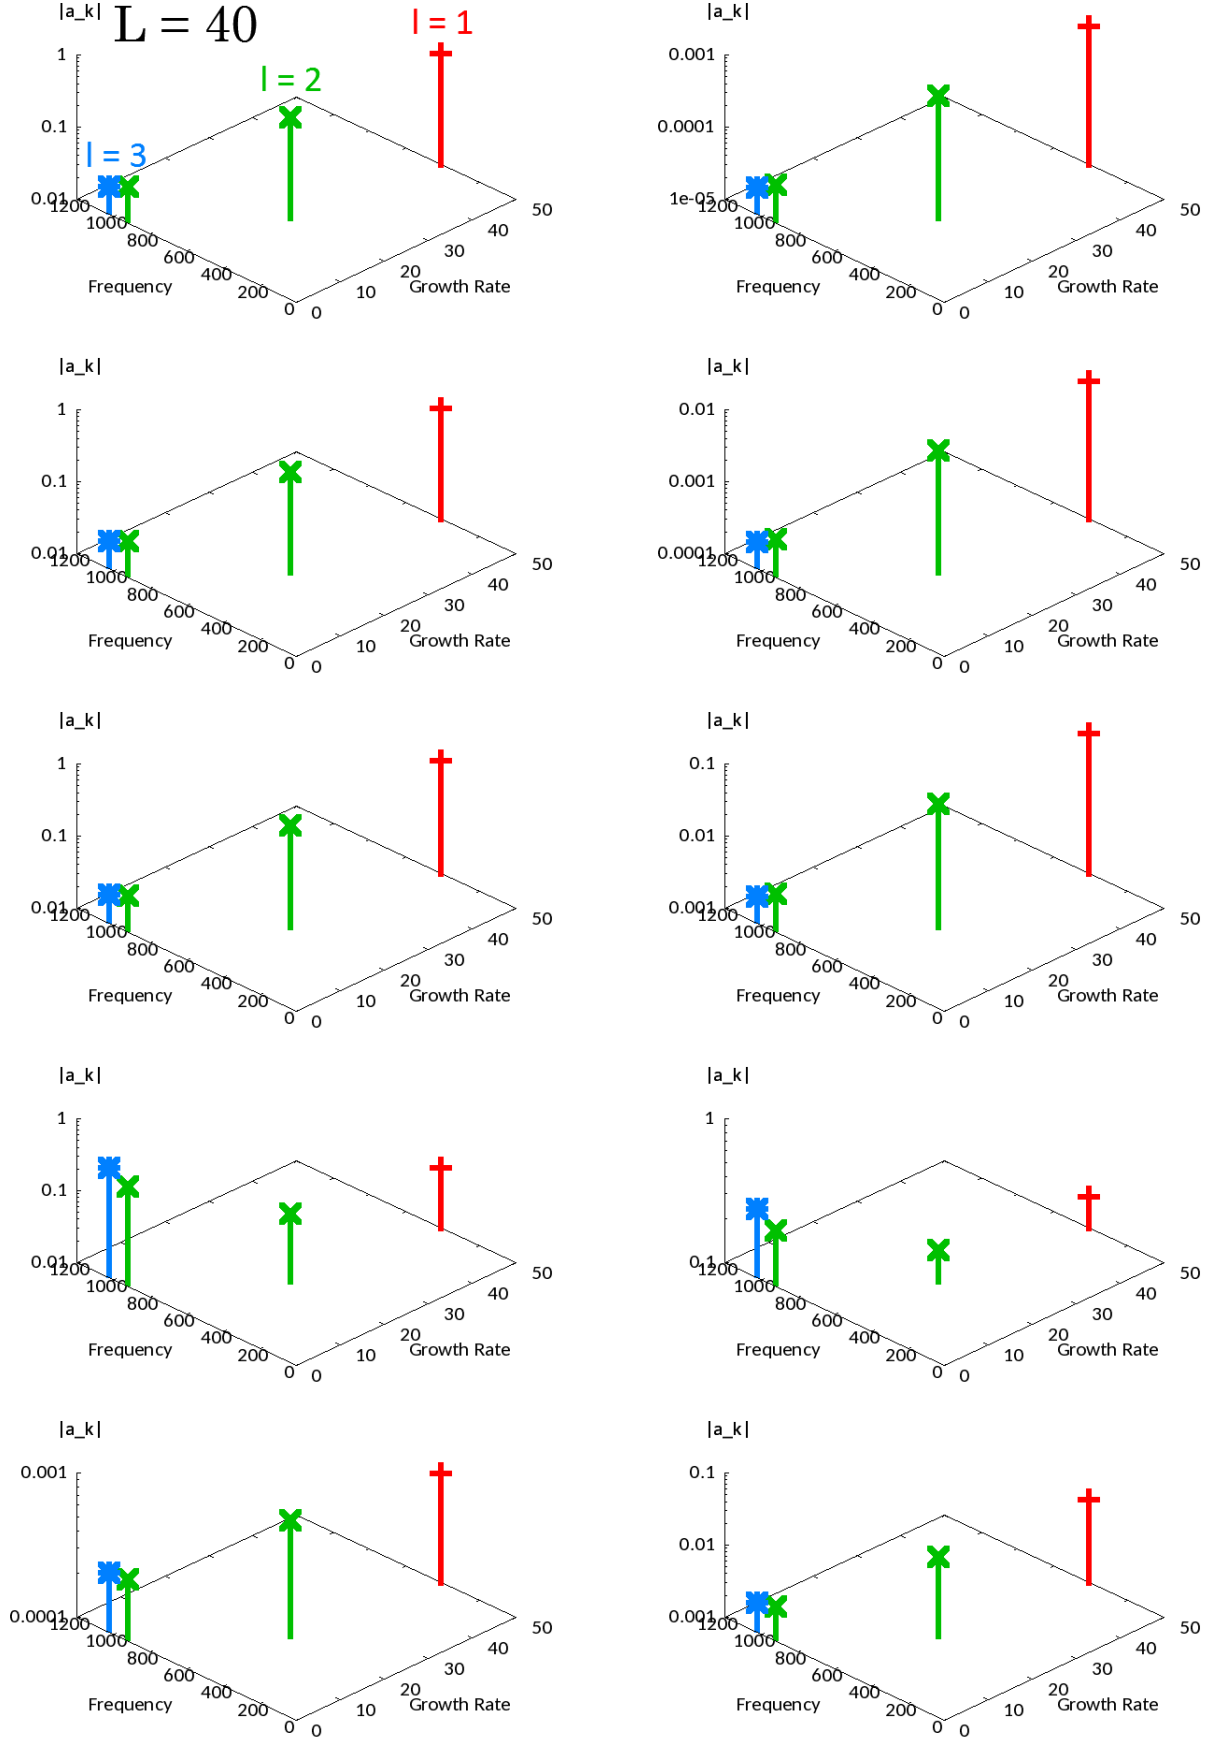 |a_k| L = 40 l = 1 |a_k|
1 0.001
l = 2
0.1 0.0001
l = 3
0.01 1e-05
1200 50 1200 50
1000 40 1000 40
800 30 800 30
600 20 600 20
400 400
Frequency 200 10 Growth Rate Frequency 200 10 Growth Rate
0 0 0 0
|a_k| |a_k|
1 0.01
0.1 0.001
0.01 0.0001
1200 50 1200 50
1000 40 1000 40
800 30 800 30
600 20 600 20
400 400
Frequency 200 10 Growth Rate Frequency 200 10 Growth Rate
0 0 0 0
|a_k| |a_k|
1 0.1
0.1 0.01
0.01 0.001
1200 50 1200 50
1000 40 1000 40
800 30 800 30
600 20 600 20
400 400
Frequency 200 10 Growth Rate Frequency 200 10 Growth Rate
0 0 0 0
|a_k| |a_k|
1 1
0.1
0.01 0.1
1200 50 1200 50
1000 40 1000 40
800 30 800 30
600 20 600 20
400 400
Frequency 200 10 Growth Rate Frequency 200 10 Growth Rate
0 0 0 0
|a_k| |a_k|
0.001 0.1
0.01
0.0001 0.001
1200 50 1200 50
1000 40 1000 40
800 30 800 30
600 20 600 20
400 400
Frequency 200 10 Growth Rate Frequency 200 10 Growth Rate
0 0 0 0